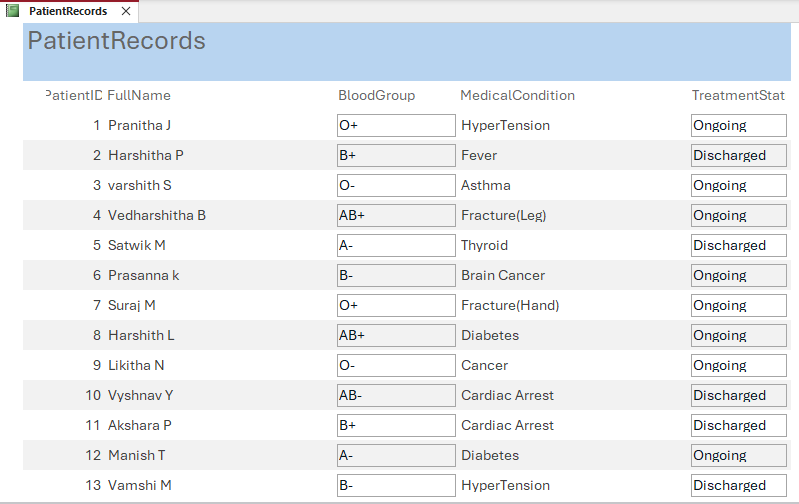 PatientRecords
PatientRecords
PatientID FullName BloodGroup MedicalCondition TreatmentStat
1 Pranitha J O+ HyperTension Ongoing
2 Harshitha P B+ Fever Discharged
3 varshith S O- Asthma Ongoing
4 Vedharshitha B AB+ Fracture(Leg) Ongoing
5 Satwik M A- Thyroid Discharged
6 Prasanna k B- Brain Cancer Ongoing
7 Suraj M O+ Fracture(Hand) Ongoing
8 Harshith L AB+ Diabetes Ongoing
9 Likitha N O- Cancer Ongoing
10 Vyshnav Y AB- Cardiac Arrest Discharged
11 Akshara P B+ Cardiac Arrest Discharged
12 Manish T A- Diabetes Ongoing
13 Vamshi M B- HyperTension Discharged